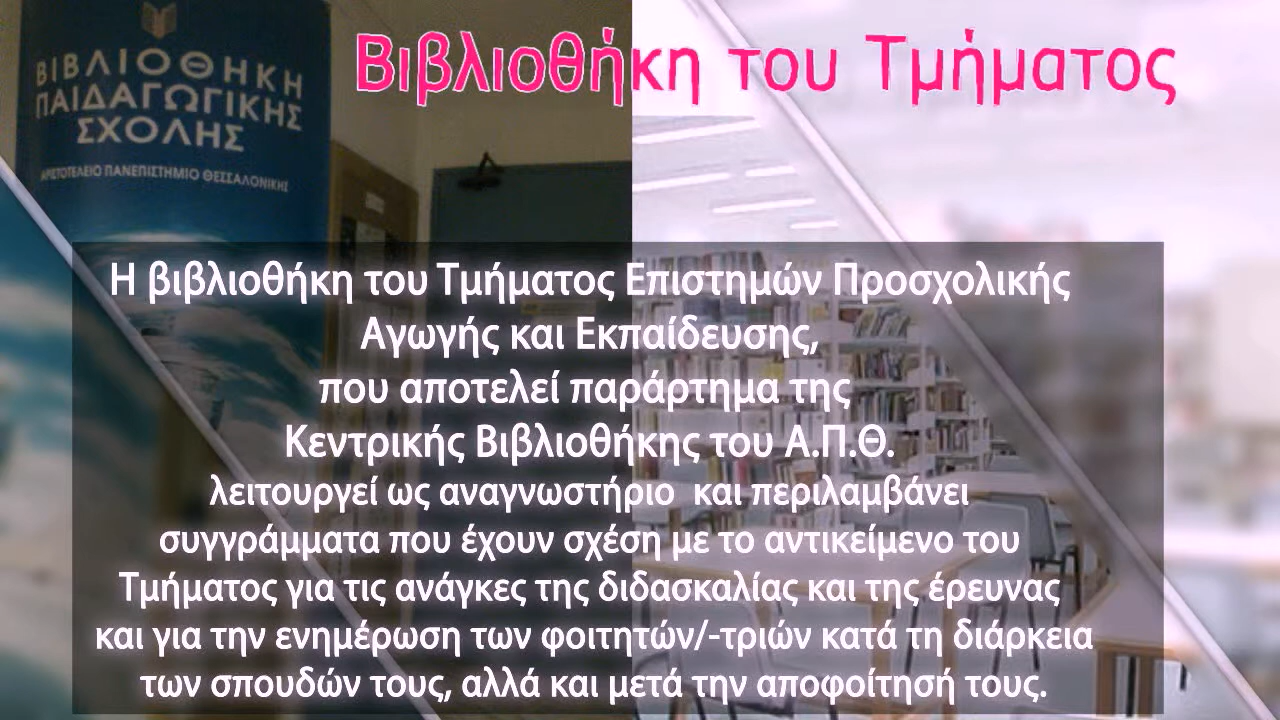 Βιβλιοθήκη του Τμήματος
ΒΙΒΛΙΟΘΗΚΗ
ΠΑΙΔΑΓΩΓΙΚΗΣ
ΣΧΟΛΗΣ
ΑΡΙΣΤΟΤΕΛΕΙΟ ΠΑΝΕΠΙΣΤΗΜΙΟ ΘΕΣΣΑΛΟΝΙΚΗΣ
Η βιβλιοθήκη του Τμήματος Επιστημών Προσχολικής
Αγωγής και Εκπαίδευσης,
που αποτελεί παράρτημα της
Κεντρικής Βιβλιοθήκης του Α.Π.Θ.
λειτουργεί ως αναγνωστήριο και περιλαμβάνει
συγγράμματα που έχουν σχέση με το αντικείμενο του
Τμήματος για τις ανάγκες της διδασκαλίας και της έρευνας
και για την ενημέρωση των φοιτητών/-τριών κατά τη διάρκεια
των σπουδών τους, αλλά και μετά την αποφοίτησή τους.